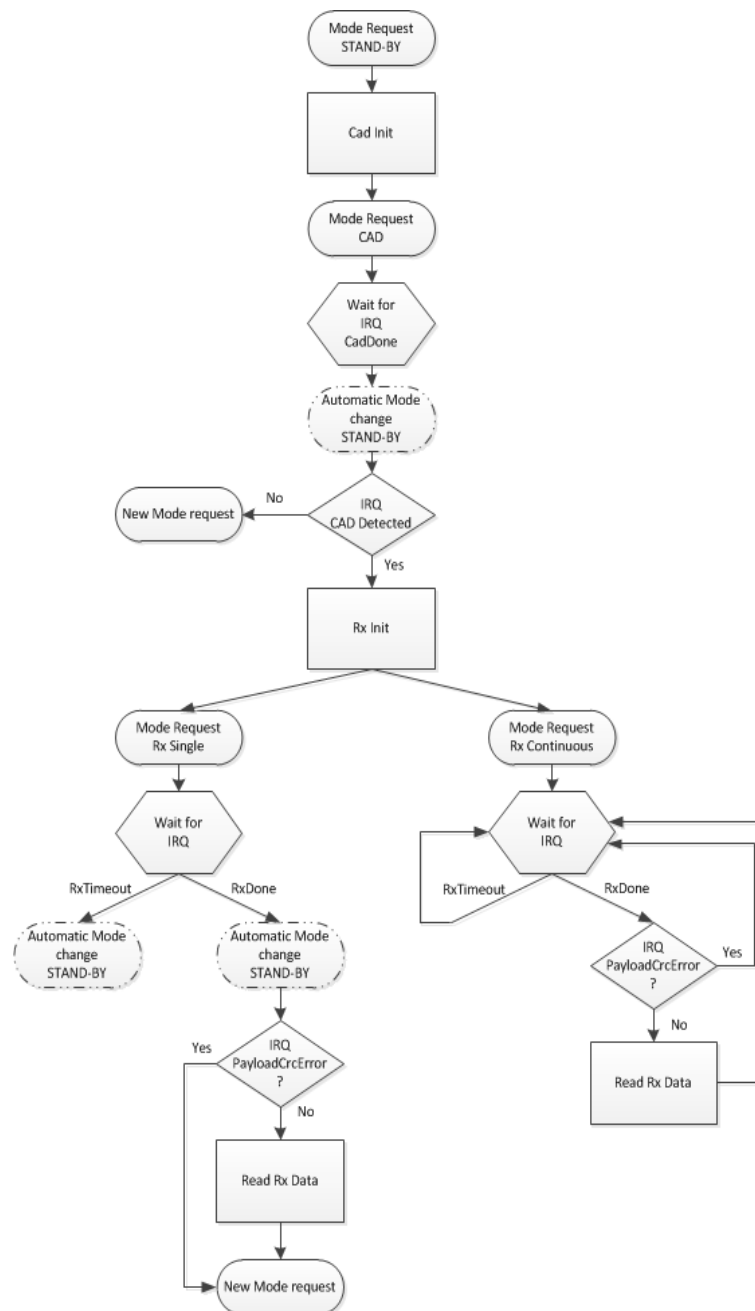 Mode Request
STAND-BY
Cad Init
Mode Request
CAD
Wait for
IRQ
CadDone
Automatic Mode
change
STAND-BY
IRQ
CAD Detected
No
New Mode request
Yes
Rx Init
Mode Request
Rx Single
Wait for
IRQ
RxTimeout
RxDone
Automatic Mode
change
STAND-BY
Automatic Mode
change
STAND-BY
IRQ
PayloadCrcError
?
Yes
No
Read Rx Data
New Mode request
Mode Request
Rx Continuous
Wait for
IRQ
RxTimeout
RxDone
IRQ
PayloadCrcError
?
Yes
No
Read Rx Data